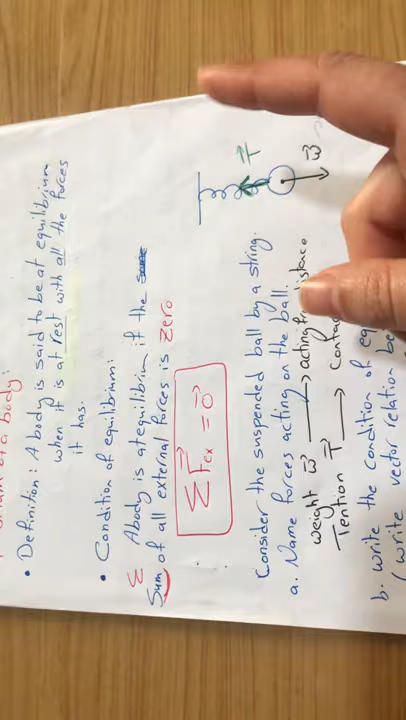 of a body:
• Definition: A body is said to be at equilibrium
when it is at rest with all the forces
it has.
• Condition of equilibrium:
Σ A body is at equilibrium if the
Sum of all external forces is zero
ΣF⃗ex = 0⃗
T⃗
w⃗
Consider the suspended ball by a string.
a. Name forces acting on the ball.
weight w⃗ → acting
Tention T⃗ →
b. write the condition of
(write vector relation